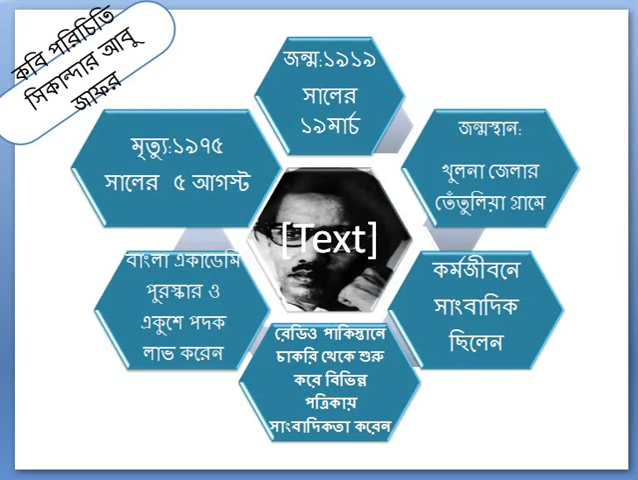 কবি পরিচিতি
সিকান্দার আবু
জাফর
জন্ম:১৯১৯
সালের
১৯মার্চ
জন্মস্থান:
খুলনা জেলার
তেঁতুলিয়া গ্রামে
কর্মজীবনে
সাংবাদিক
ছিলেন
রেডিও পাকিস্তানে
চাকরি থেকে শুরু
করে বিভিন্ন
পত্রিকায়
সাংবাদিকতা করেন
বাংলা একাডেমি
পুরস্কার ও
একুশে পদক
লাভ করেন
মৃত্যু:১৯৭৫
সালের ৫ আগস্ট
[Text]